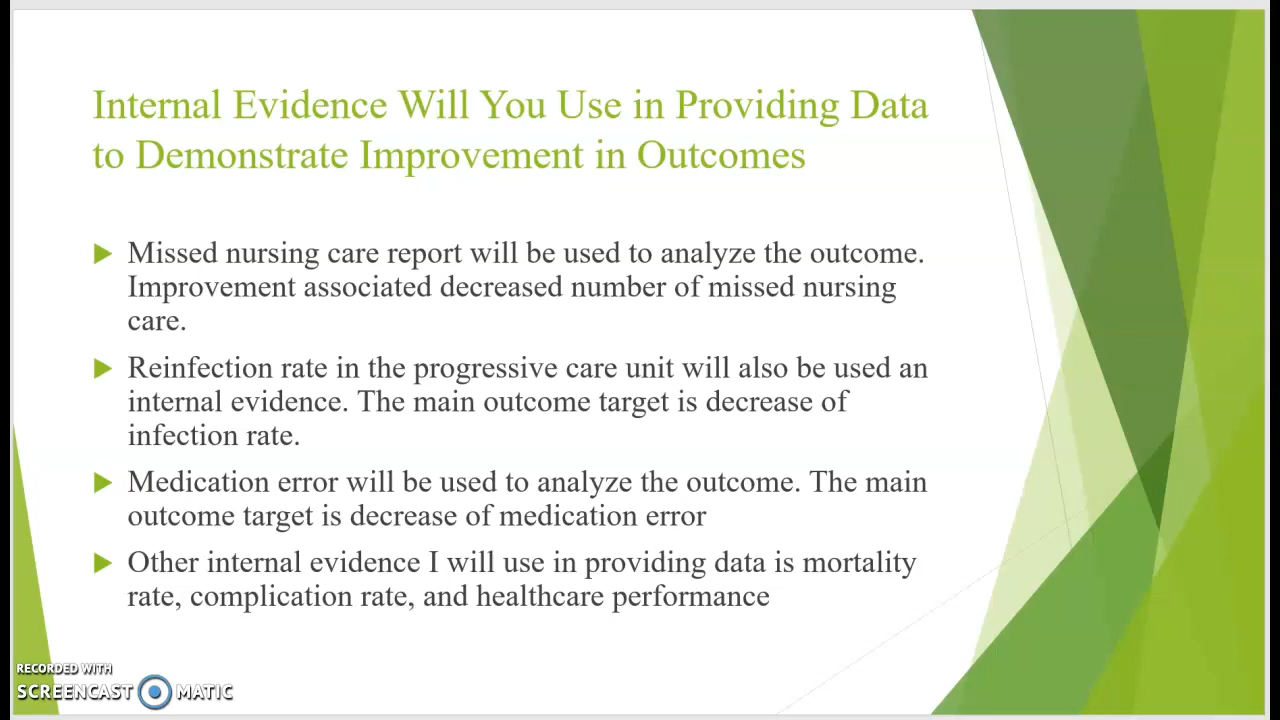 Internal Evidence Will You Use in Providing Data
to Demonstrate Improvement in Outcomes
Missed nursing care report will be used to analyze the outcome.
Improvement associated decreased number of missed nursing
care.
Reinfection rate in the progressive care unit will also be used an
internal evidence. The main outcome target is decrease of
infection rate.
Medication error will be used to analyze the outcome. The main
outcome target is decrease of medication error
Other internal evidence I will use in providing data is mortality
rate, complication rate, and healthcare performance
RECORDED WITH
SCREENCAST MATIC